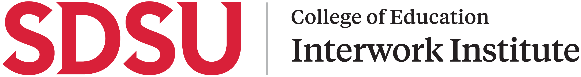 SDSU
College of Education
Interwork Institute